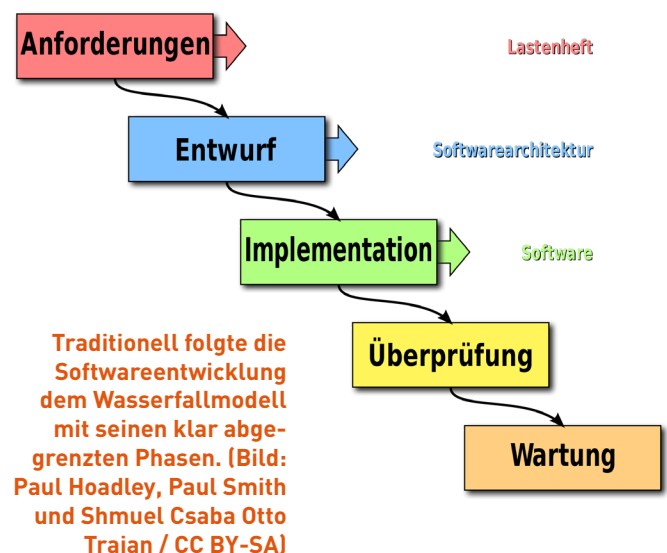 Anforderungen
Lastenheft
Entwurf
Softwarearchitektur
Implementation
Software
Überprüfung
Wartung
Traditionell folgte die
Softwareentwicklung
dem Wasserfallmodell
mit seinen klar abge-
grenzten Phasen. (Bild:
Paul Hoadley, Paul Smith
und Shmuel Csaba Otto
Traian / CC BY-SA)